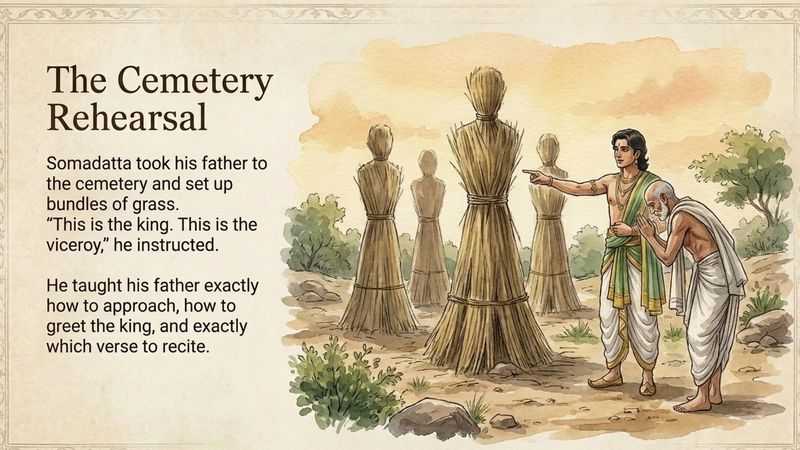 The Cemetery
Rehearsal
Somadatta took his father to
the cemetery and set up
bundles of grass.
“This is the king. This is the
viceroy,” he instructed.
He taught his father exactly
how to approach, how to
greet the king, and exactly
which verse to recite.